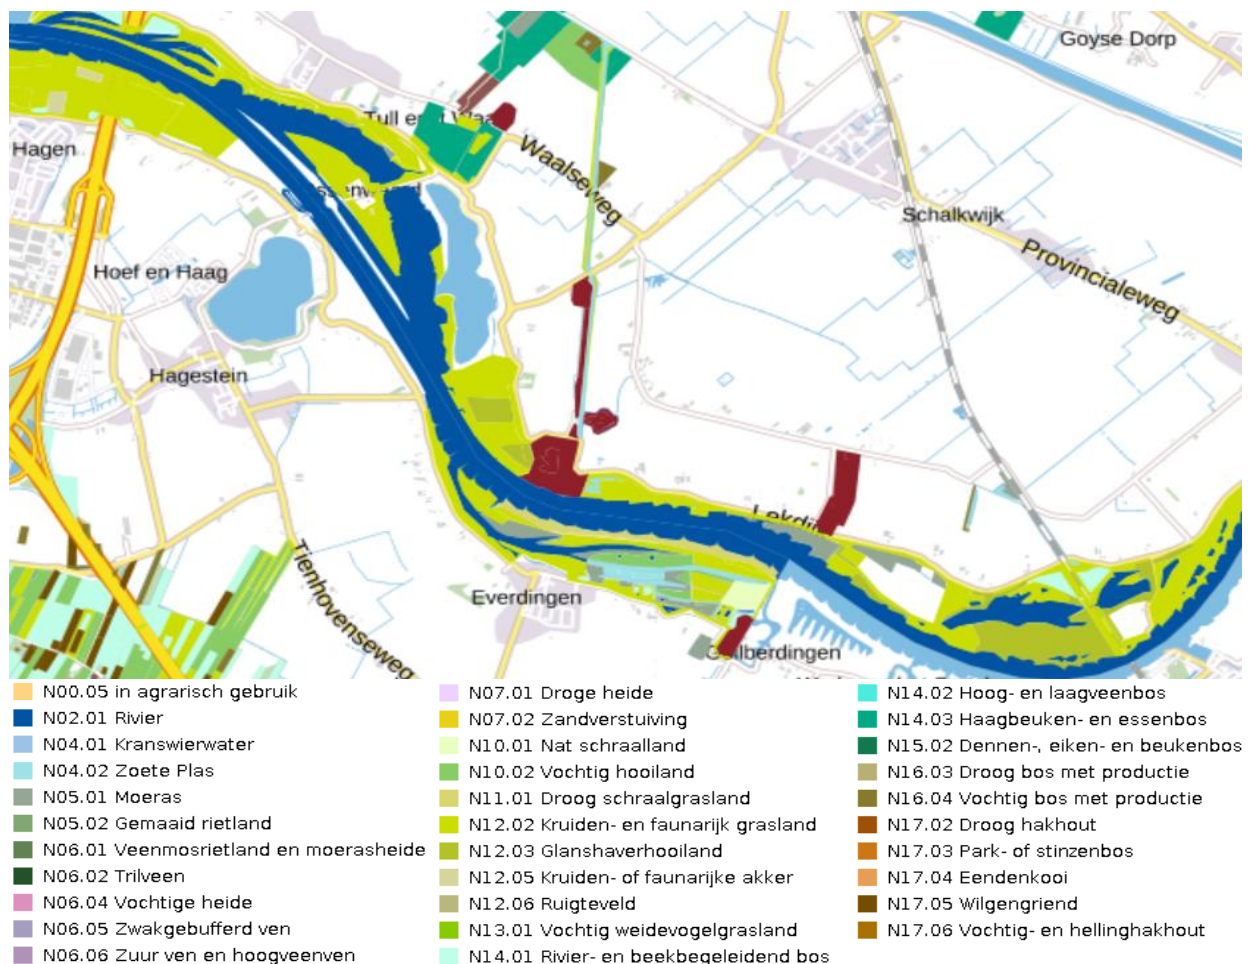 Goyse Dorp
Tull en
Waalseweg
Hagen
Schalkwijk
Provincialeweg
Hoef en Haag
Hagestein
Everdingen
Tienhovenseweg
N00.05 in agrarisch gebruik
N02.01 Rivier
N04.01 Kranswierwater
N04.02 Zoete Plas
N05.01 Moeras
N05.02 Gemaaid rietland
N06.01 Veenmosrietland en moerasheide
N06.02 Trilveen
N06.04 Vochtige heide
N06.05 Zwakgebufferd ven
N06.06 Zuur ven en hoogveenven
N07.01 Droge heide
N07.02 Zandverstuiving
N10.01 Nat schraalland
N10.02 Vochtig hooiland
N11.01 Droog schraalgrasland
N12.02 Kruiden- en faunarijk grasland
N12.03 Glanshaverhooiland
N12.05 Kruiden- of faunarijke akker
N12.06 Ruigteveld
N13.01 Vochtig weidevogelgrasland
N14.01 Rivier- en beekbegeleidend bos
N14.02 Hoog- en laagveenbos
N14.03 Haagbeuken- en essenbos
N15.02 Dennen-, eiken- en beukenbos
N16.03 Droog bos met productie
N16.04 Vochtig bos met productie
N17.02 Droog hakhout
N17.03 Park- of stinzenbos
N17.04 Eendenkooi
N17.05 Wilgengriend
N17.06 Vochtig- en hellinghakhout